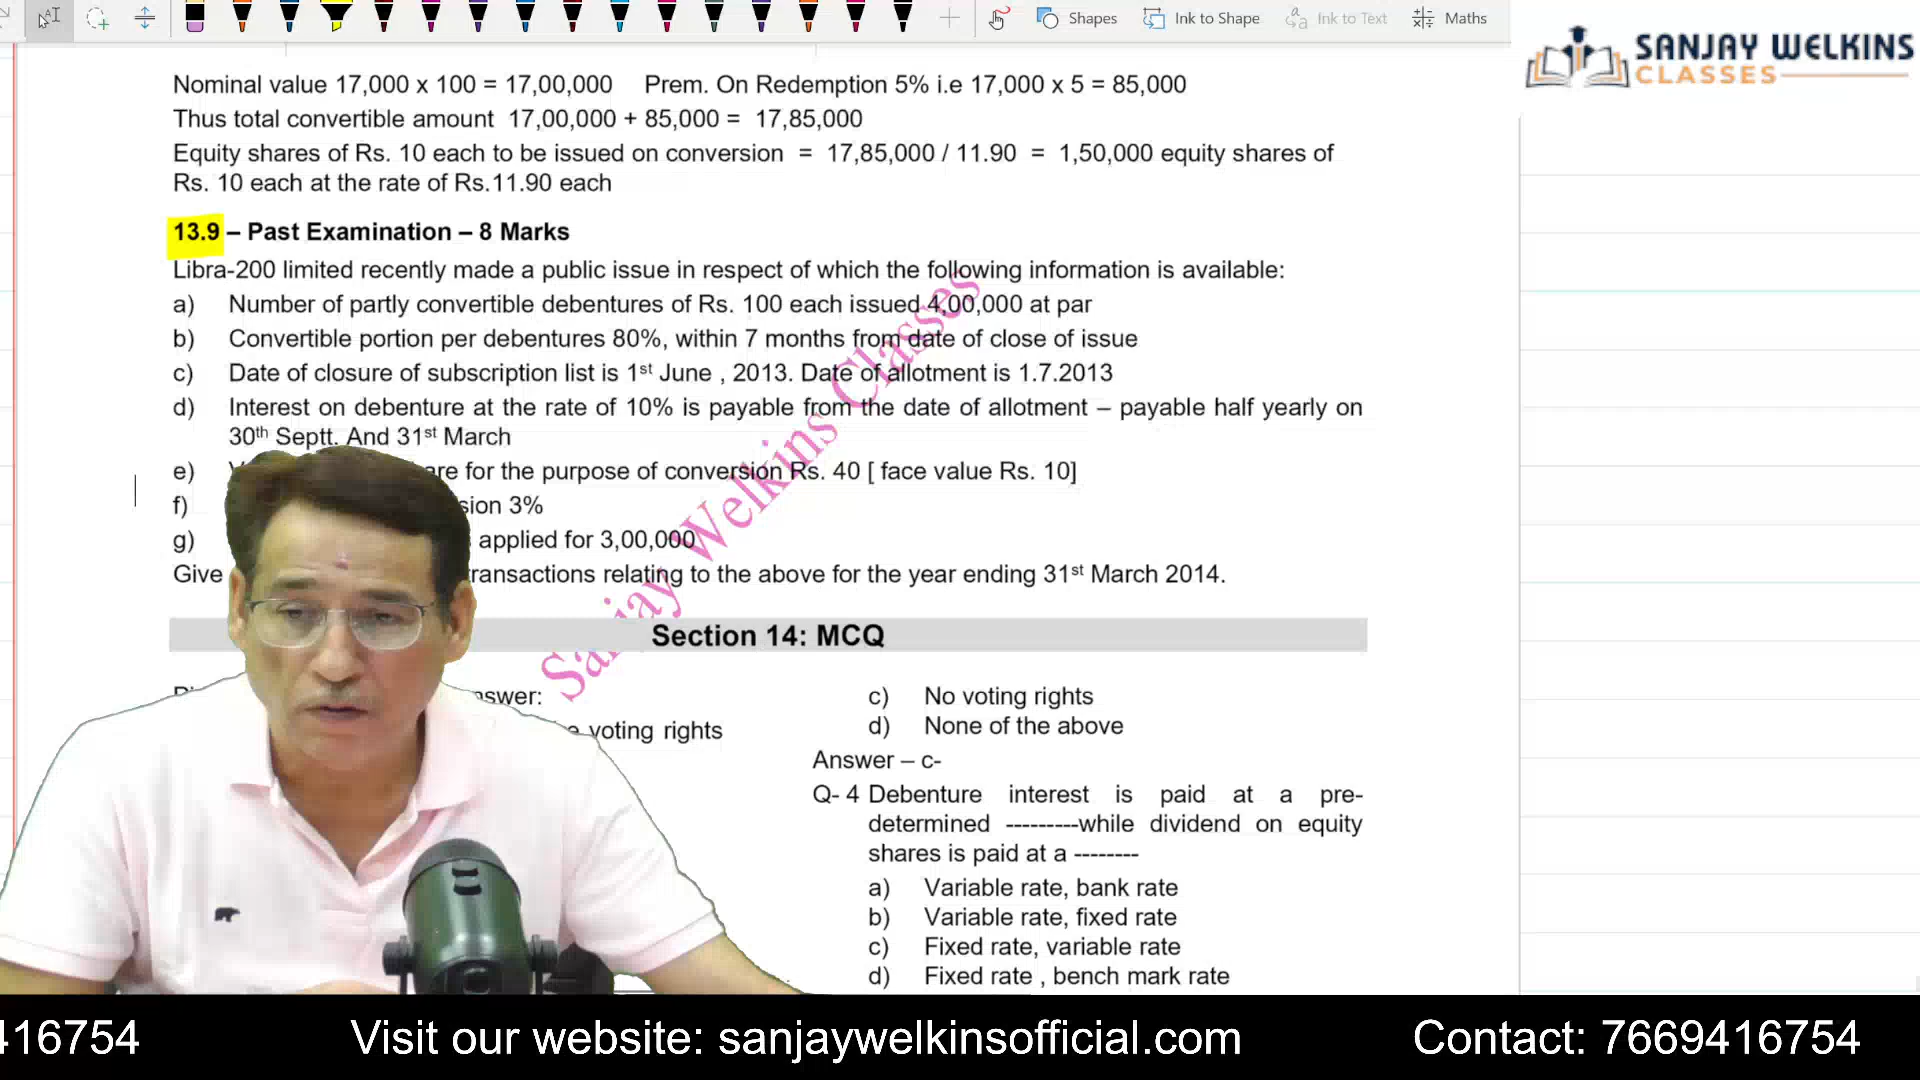 Shapes Ink to Shape Ink to Text Maths
SANJAY WELKINS
CLASSES
Nominal value 17,000 x 100 = 17,00,000 Prem. On Redemption 5% i.e 17,000 x 5 = 85,000
Thus total convertible amount 17,00,000 + 85,000 = 17,85,000
Equity shares of Rs. 10 each to be issued on conversion = 17,85,000 / 11.90 = 1,50,000 equity shares of
Rs. 10 each at the rate of Rs.11.90 each
13.9 – Past Examination – 8 Marks
Libra-200 limited recently made a public issue in respect of which the following information is available:
a) Number of partly convertible debentures of Rs. 100 each issued 4,00,000 at par
b) Convertible portion per debentures 80%, within 7 months from date of close of issue
c) Date of closure of subscription list is 1st June , 2013. Date of allotment is 1.7.2013
d) Interest on debenture at the rate of 10% is payable from the date of allotment – payable half yearly on
30th Septt. And 31st March
e) for the purpose of conversion Rs. 40 [ face value Rs. 10]
f) 3%
g) applied for 3,00,000
Give relating to the above for the year ending 31st March 2014.
Sanjay Welkins Classes
Section 14: MCQ
voting rights
c) No voting rights
d) None of the above
Answer – c-
Q- 4 Debenture interest is paid at a pre-
determined ---------while dividend on equity
shares is paid at a --------
a) Variable rate, bank rate
b) Variable rate, fixed rate
c) Fixed rate, variable rate
d) Fixed rate , bench mark rate
416754 Visit our website: sanjaywelkinsofficial.com Contact: 7669416754